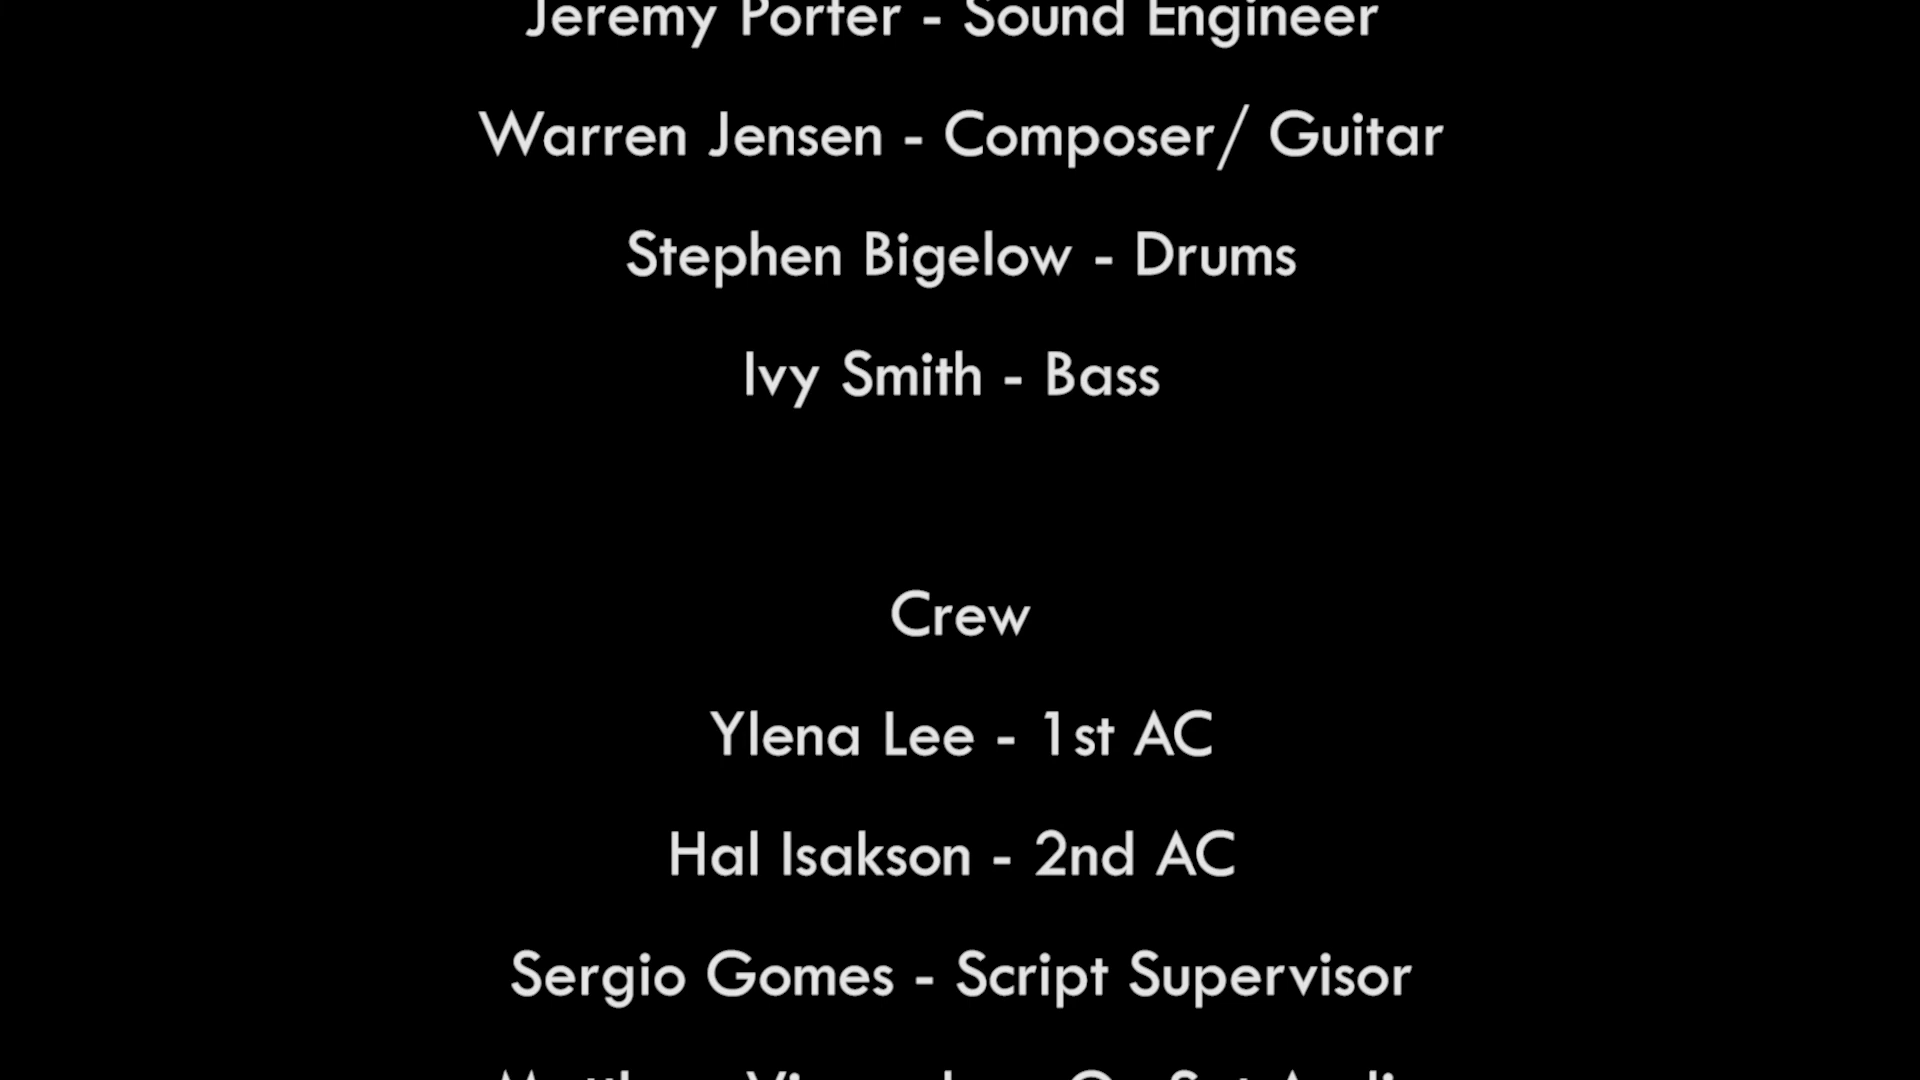 Jeremy Porter - Sound Engineer
Warren Jensen - Composer/ Guitar
Stephen Bigelow - Drums
Ivy Smith - Bass
Crew
Ylena Lee - 1st AC
Hal Isakson - 2nd AC
Sergio Gomes - Script Supervisor